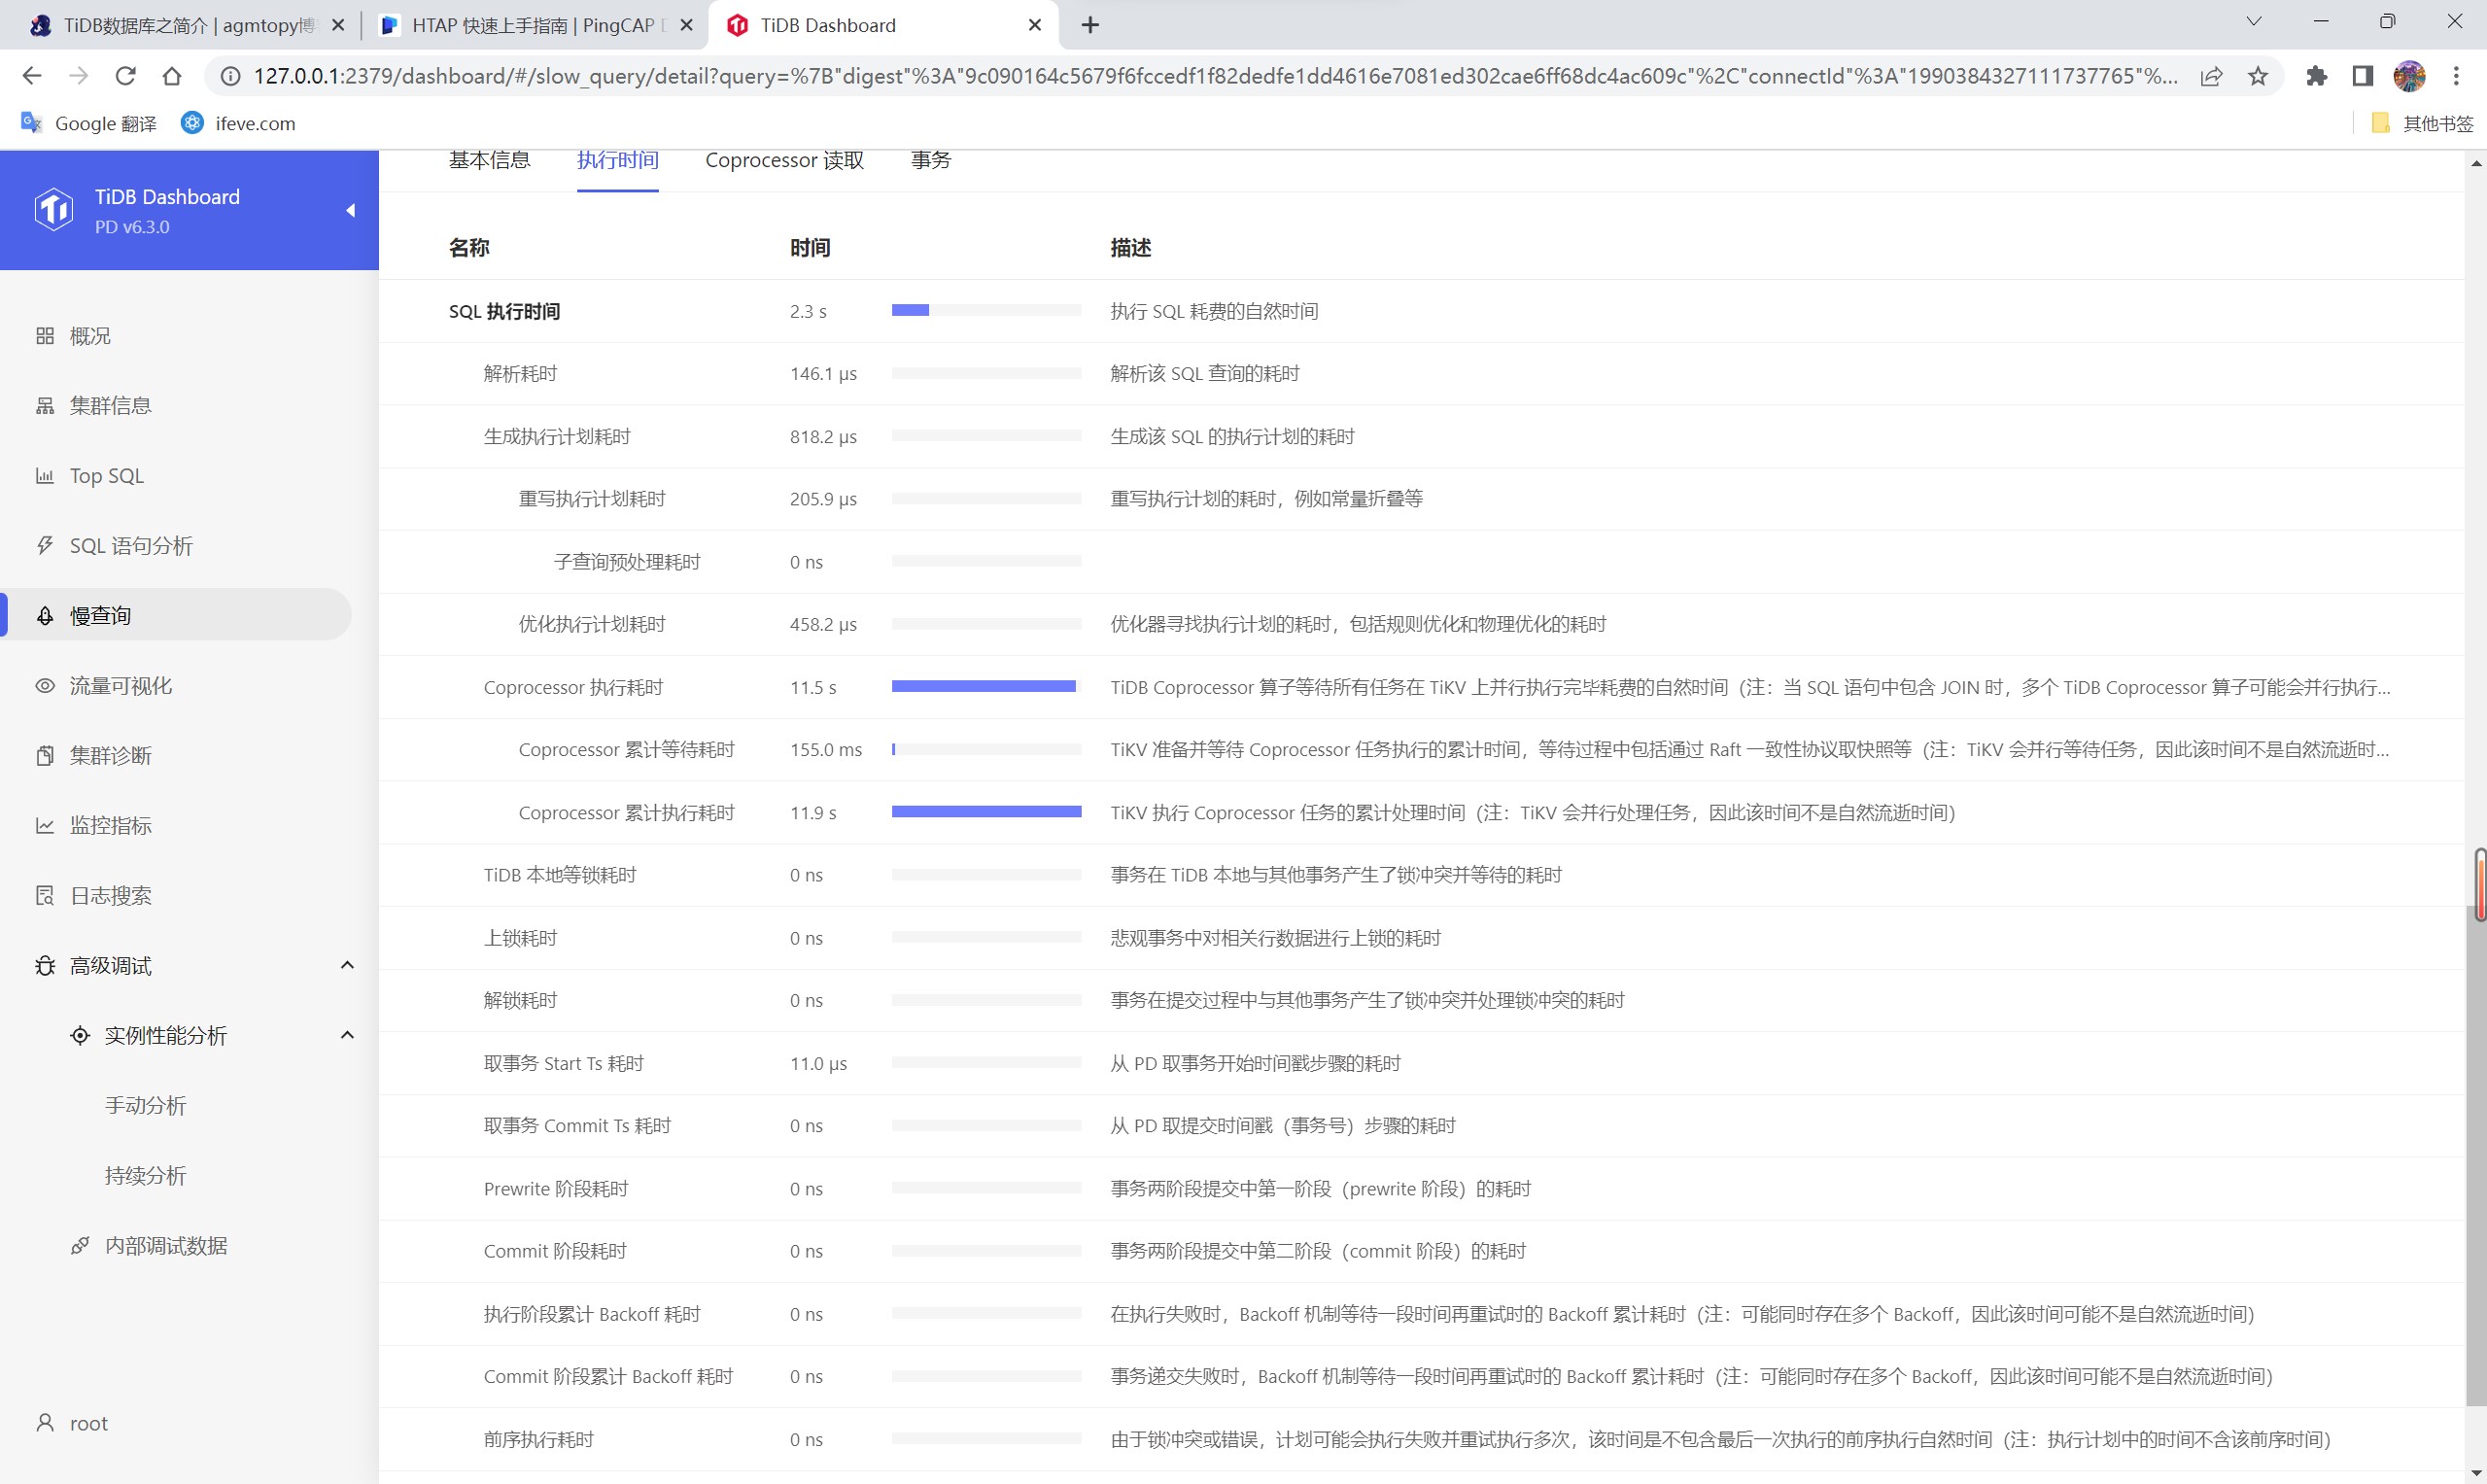 TiDB数据库之简介 | agmtopy博
HTAP 快速上手指南 | PingCAP D
TiDB Dashboard
127.0.0.1:2379/dashboard/#/slow_query/detail?query=%7B"digest"%3A"9c090164c5679f6fccedf1f82dedfe1dd4616e7081ed302cae6ff68dc4ac609c"%2C"connectId"%3A"1990384327111737765"%...
Google 翻译
ifeve.com
其他书签
TiDB Dashboard
PD v6.3.0
概况
集群信息
Top SQL
SQL 语句分析
慢查询
流量可视化
集群诊断
监控指标
日志搜索
高级调试
实例性能分析
手动分析
持续分析
内部调试数据
root
基本信息 执行时间 Coprocessor 读取 事务
名称 时间 描述
SQL 执行时间 2.3 s 执行 SQL 耗费的自然时间
解析耗时 146.1 μs 解析该 SQL 查询的耗时
生成执行计划耗时 818.2 μs 生成该 SQL 的执行计划的耗时
重写执行计划耗时 205.9 μs 重写执行计划的耗时，例如常量折叠等
子查询预处理耗时 0 ns
优化执行计划耗时 458.2 μs 优化器寻找执行计划的耗时，包括规则优化和物理优化的耗时
Coprocessor 执行耗时 11.5 s TiDB Coprocessor 算子等待所有任务在 TiKV 上并行执行完毕耗费的自然时间（注：当 SQL 语句中包含 JOIN 时，多个 TiDB Coprocessor 算子可能会并行执行...
Coprocessor 累计等待耗时 155.0 ms TiKV 准备并等待 Coprocessor 任务执行的累计时间，等待过程中包括通过 Raft 一致性协议取快照等（注：TiKV 会并行等待任务，因此该时间不是自然流逝时...
Coprocessor 累计执行耗时 11.9 s TiKV 执行 Coprocessor 任务的累计处理时间（注：TiKV 会并行处理任务，因此该时间不是自然流逝时间）
TiDB 本地等锁耗时 0 ns 事务在 TiDB 本地与其他事务产生了锁冲突并等待的耗时
上锁耗时 0 ns 悲观事务中对相关行数据进行上锁的耗时
解锁耗时 0 ns 事务在提交过程中与其他事务产生了锁冲突并处理锁冲突的耗时
取事务 Start Ts 耗时 11.0 μs 从 PD 取事务开始时间戳步骤的耗时
取事务 Commit Ts 耗时 0 ns 从 PD 取提交时间戳（事务号）步骤的耗时
Prewrite 阶段耗时 0 ns 事务两阶段提交中第一阶段（prewrite 阶段）的耗时
Commit 阶段耗时 0 ns 事务两阶段提交中第二阶段（commit 阶段）的耗时
执行阶段累计 Backoff 耗时 0 ns 在执行失败时，Backoff 机制等待一段时间再重试时的 Backoff 累计耗时（注：可能同时存在多个 Backoff，因此该时间可能不是自然流逝时间）
Commit 阶段累计 Backoff 耗时 0 ns 事务递交失败时，Backoff 机制等待一段时间再重试时的 Backoff 累计耗时（注：可能同时存在多个 Backoff，因此该时间可能不是自然流逝时间）
前序执行耗时 0 ns 由于锁冲突或错误，计划可能会执行失败并重试执行多次，该时间是不包含最后一次执行的前序执行自然时间（注：执行计划中的时间不含该前序时间）